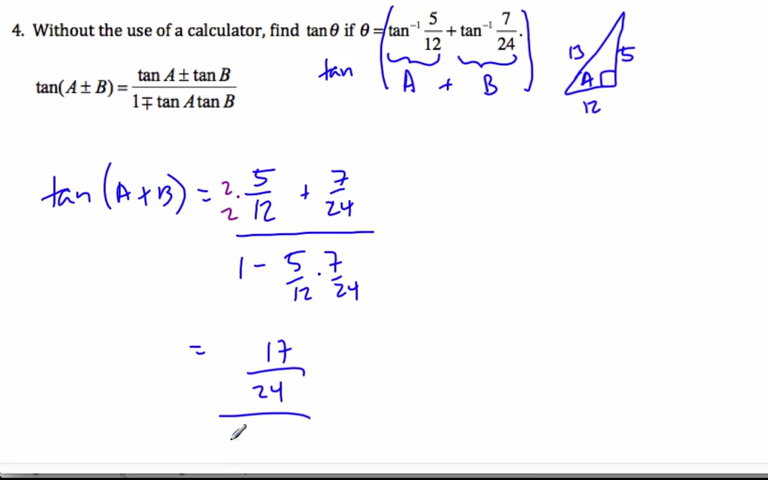 4. Without the use of a calculator, find tanθ if θ = tan⁻¹ 5/12 + tan⁻¹ 7/24.
tan ( A + B )
13 5
A
12
tan(A ± B) = (tan A ± tan B)/(1 ∓ tan A tan B)
tan(A+B) = 2/2 · 5/12 + 7/24
1 - 5/12 · 7/24
= 17/24